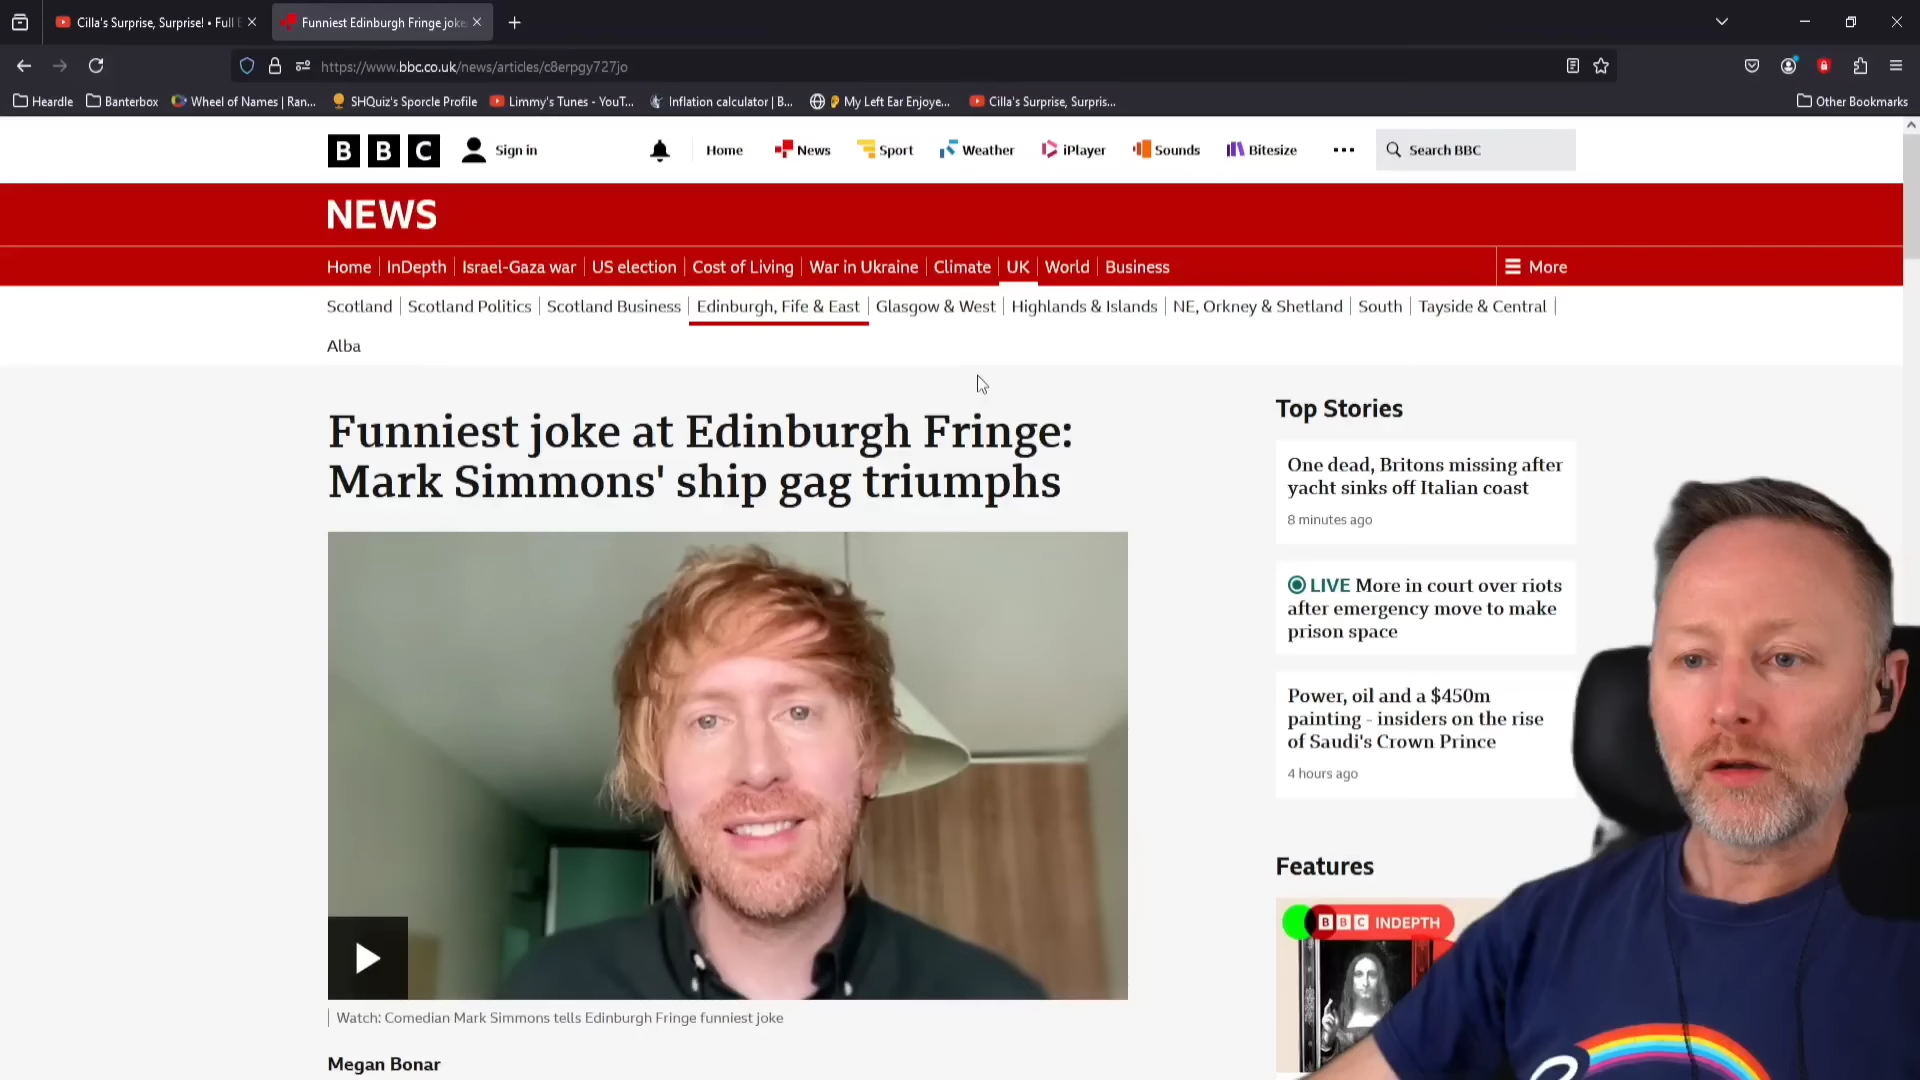 Cilla's Surprise, Surprise! • Full
Funniest Edinburgh Fringe joke
https://www.bbc.co.uk/news/articles/c8erpgy727jo
Heardle
Banterbox
Wheel of Names | Ran...
SHQuiz's Sporcle Profile
Limmy's Tunes - YouT...
Inflation calculator | B...
My Left Ear Enjoye...
Cilla's Surprise, Surpris...
Other Bookmarks
BBC
Sign in
Home
News
Sport
Weather
iPlayer
Sounds
Bitesize
Search BBC
NEWS
Home
InDepth
Israel-Gaza war
US election
Cost of Living
War in Ukraine
Climate
UK
World
Business
More
Scotland
Scotland Politics
Scotland Business
Edinburgh, Fife & East
Glasgow & West
Highlands & Islands
NE, Orkney & Shetland
South
Tayside & Central
Alba
Funniest joke at Edinburgh Fringe:
Mark Simmons' ship gag triumphs
Watch: Comedian Mark Simmons tells Edinburgh Fringe funniest joke
Megan Bonar
Top Stories
One dead, Britons missing after
yacht sinks off Italian coast
8 minutes ago
LIVE More in court over riots
after emergency move to make
prison space
Power, oil and a $450m
painting - insiders on the rise
of Saudi's Crown Prince
4 hours ago
Features
BBC INDEPTH